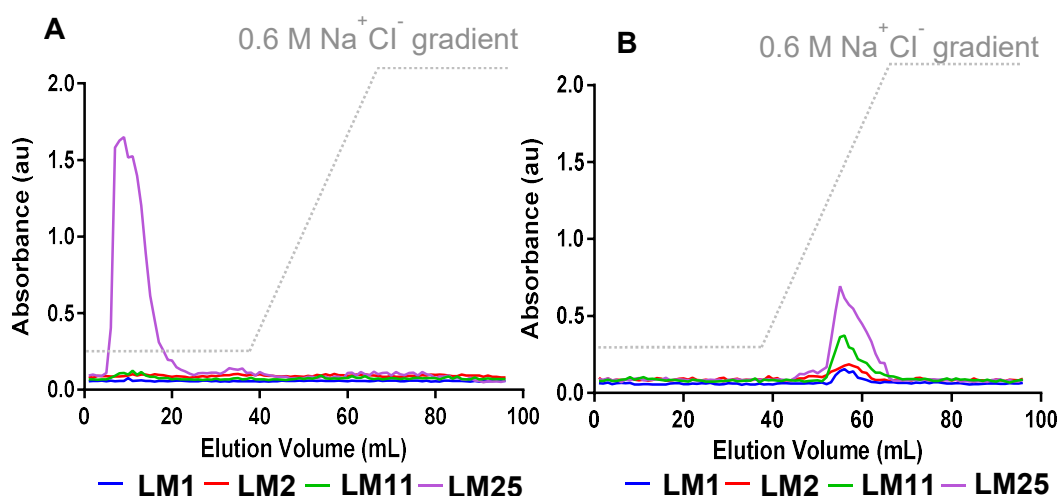 A
0.6 M Na⁺Cl⁻ gradient
2.0
1.5
1.0
0.5
0.0
Absorbance (au)
0 20 40 60 80 100
Elution Volume (mL)
LM1 LM2 LM11 LM25
B
0.6 M Na⁺Cl⁻ gradient
2.0
1.5
1.0
0.5
0.0
Absorbance (au)
0 20 40 60 80 100
Elution Volume (mL)
LM1 LM2 LM11 LM25